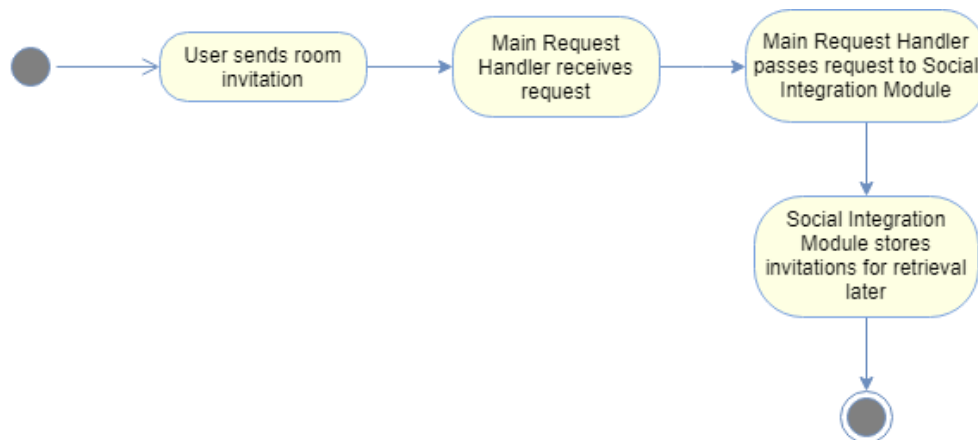 User sends room
invitation
Main Request
Handler receives
request
Main Request Handler
passes request to Social
Integration Module
Social Integration
Module stores
invitations for retrieval
later